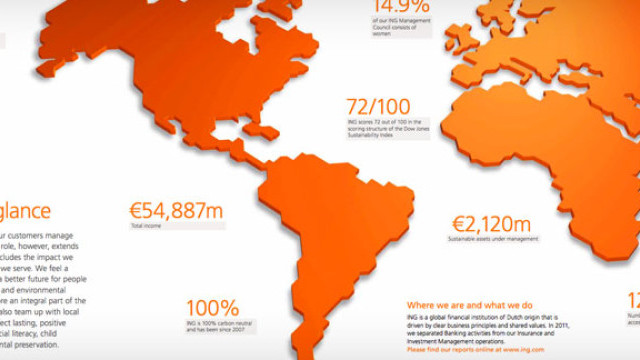 14.9%
of our ING Management
Council consists of
women
72/100
ING scores 72 out of 100 in the
scoring structure of the Dow Jones
Sustainability Index
glance
ur customers manage
role, however, extends
cludes the impact we
we serve. We feel a
a better future for people
and environmental
re an integral part of the
also team up with local
ect lasting, positive
cial literacy, child
ntal preservation.
€54,887m
Total income
€2,120m
Sustainable assets under management
100%
ING is 100% carbon neutral
and has been since 2007
Where we are and what we do
ING is a global financial institution of Dutch origin that is
driven by clear business principles and shared values. In 2011,
we separated Banking activities from our Insurance and
Investment Management operations.
Please find our reports online at www.ing.com
12
Num
acces